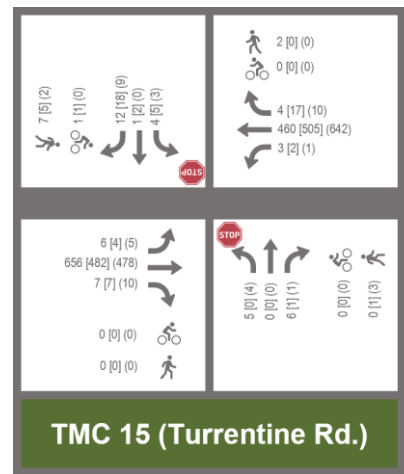 7 [5] (2)
1 [1] (0)
12 [18] (9)
1 [2] (0)
4 [5] (3)
STOP
2 [0] (0)
0 [0] (0)
4 [17] (10)
460 [505] (642)
3 [2] (1)
6 [4] (5)
656 [482] (478)
7 [7] (10)
0 [0] (0)
0 [0] (0)
STOP
5 [0] (4)
0 [0] (0)
6 [1] (1)
0 [0] (0)
0 [1] (3)
TMC 15 (Turrentine Rd.)